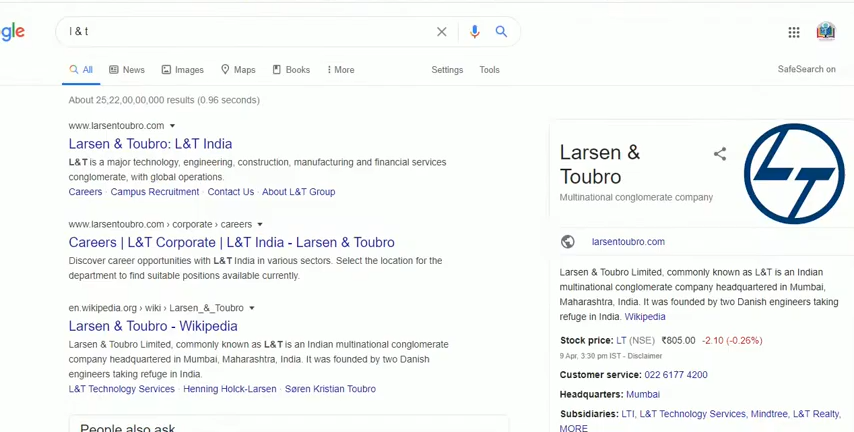 gle
l & t
All
News
Images
Maps
Books
More
Settings
Tools
SafeSearch on
About 25,22,00,00,000 results (0.96 seconds)
www.larsentoubro.com
Larsen & Toubro: L&T India
L&T is a major technology, engineering, construction, manufacturing and financial services
conglomerate, with global operations.
Careers · Campus Recruitment · Contact Us · About L&T Group
www.larsentoubro.com › corporate › careers
Careers | L&T Corporate | L&T India - Larsen & Toubro
Discover career opportunities with L&T India in various sectors. Select the location for the
department to find suitable positions available currently.
en.wikipedia.org › wiki › Larsen_&_Toubro
Larsen & Toubro - Wikipedia
Larsen & Toubro Limited, commonly known as L&T is an Indian multinational conglomerate
company headquartered in Mumbai, Maharashtra, India. It was founded by two Danish
engineers taking refuge in India.
L&T Technology Services · Henning Holck-Larsen · Søren Kristian Toubro
People also ask
Larsen &
Toubro
Multinational conglomerate company
LT
larsentoubro.com
Larsen & Toubro Limited, commonly known as L&T is an Indian
multinational conglomerate company headquartered in Mumbai,
Maharashtra, India. It was founded by two Danish engineers taking
refuge in India. Wikipedia
Stock price: LT (NSE) ₹805.00 -2.10 (-0.26%)
9 Apr, 3:30 pm IST - Disclaimer
Customer service: 022 6177 4200
Headquarters: Mumbai
Subsidiaries: LTI, L&T Technology Services, Mindtree, L&T Realty,
MORE